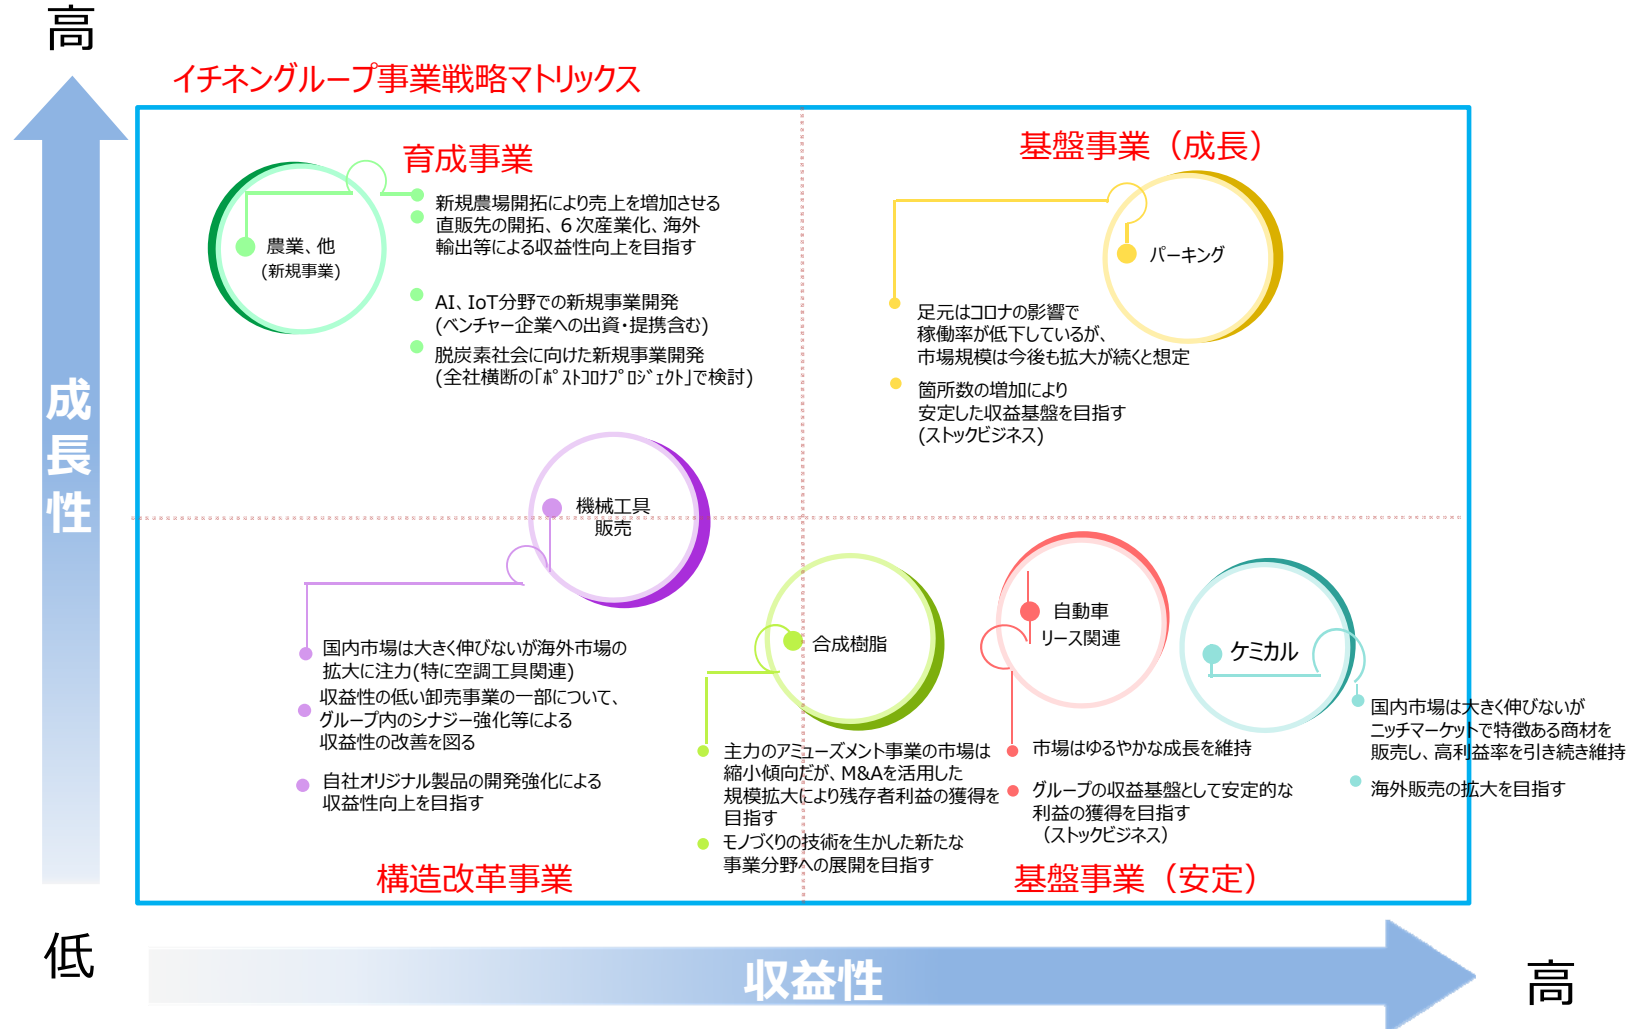 高
イチネングループ事業戦略マトリックス
育成事業
新規農場開拓により売上を増加させる
直販先の開拓、６次産業化、海外
輸出等による収益性向上を目指す
農業、他
(新規事業)
AI、IoT分野での新規事業開発
(ベンチャー企業への出資・提携含む)
脱炭素社会に向けた新規事業開発
(全社横断の｢ﾎﾟｽﾄｺﾛﾅﾌﾟﾛｼﾞｪｸﾄ｣で検討)
基盤事業（成長）
パーキング
足元はコロナの影響で
稼働率が低下しているが、
市場規模は今後も拡大が続くと想定
箇所数の増加により
安定した収益基盤を目指す
(ストックビジネス)
成長性
機械工具
販売
国内市場は大きく伸びないが海外市場の
拡大に注力(特に空調工具関連)
収益性の低い卸売事業の一部について、
グループ内のシナジー強化等による
収益性の改善を図る
自社オリジナル製品の開発強化による
収益性向上を目指す
構造改革事業
合成樹脂
主力のアミューズメント事業の市場は
縮小傾向だが、M&Aを活用した
規模拡大により残存者利益の獲得を
目指す
モノづくりの技術を生かした新たな
事業分野への展開を目指す
自動車
リース関連
市場はゆるやかな成長を維持
グループの収益基盤として安定的な
利益の獲得を目指す
（ストックビジネス）
ケミカル
国内市場は大きく伸びないが
ニッチマーケットで特徴ある商材を
販売し、高利益率を引き続き維持
海外販売の拡大を目指す
基盤事業（安定）
低
収益性
高